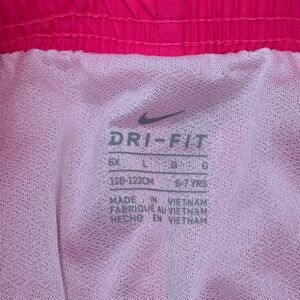 DRI-FIT
6X L G G
116-122CM 6-7 YRS
MADE IN VIETNAM
FABRIQUÉ AU VIETNAM
HECHO EN VIETNAM